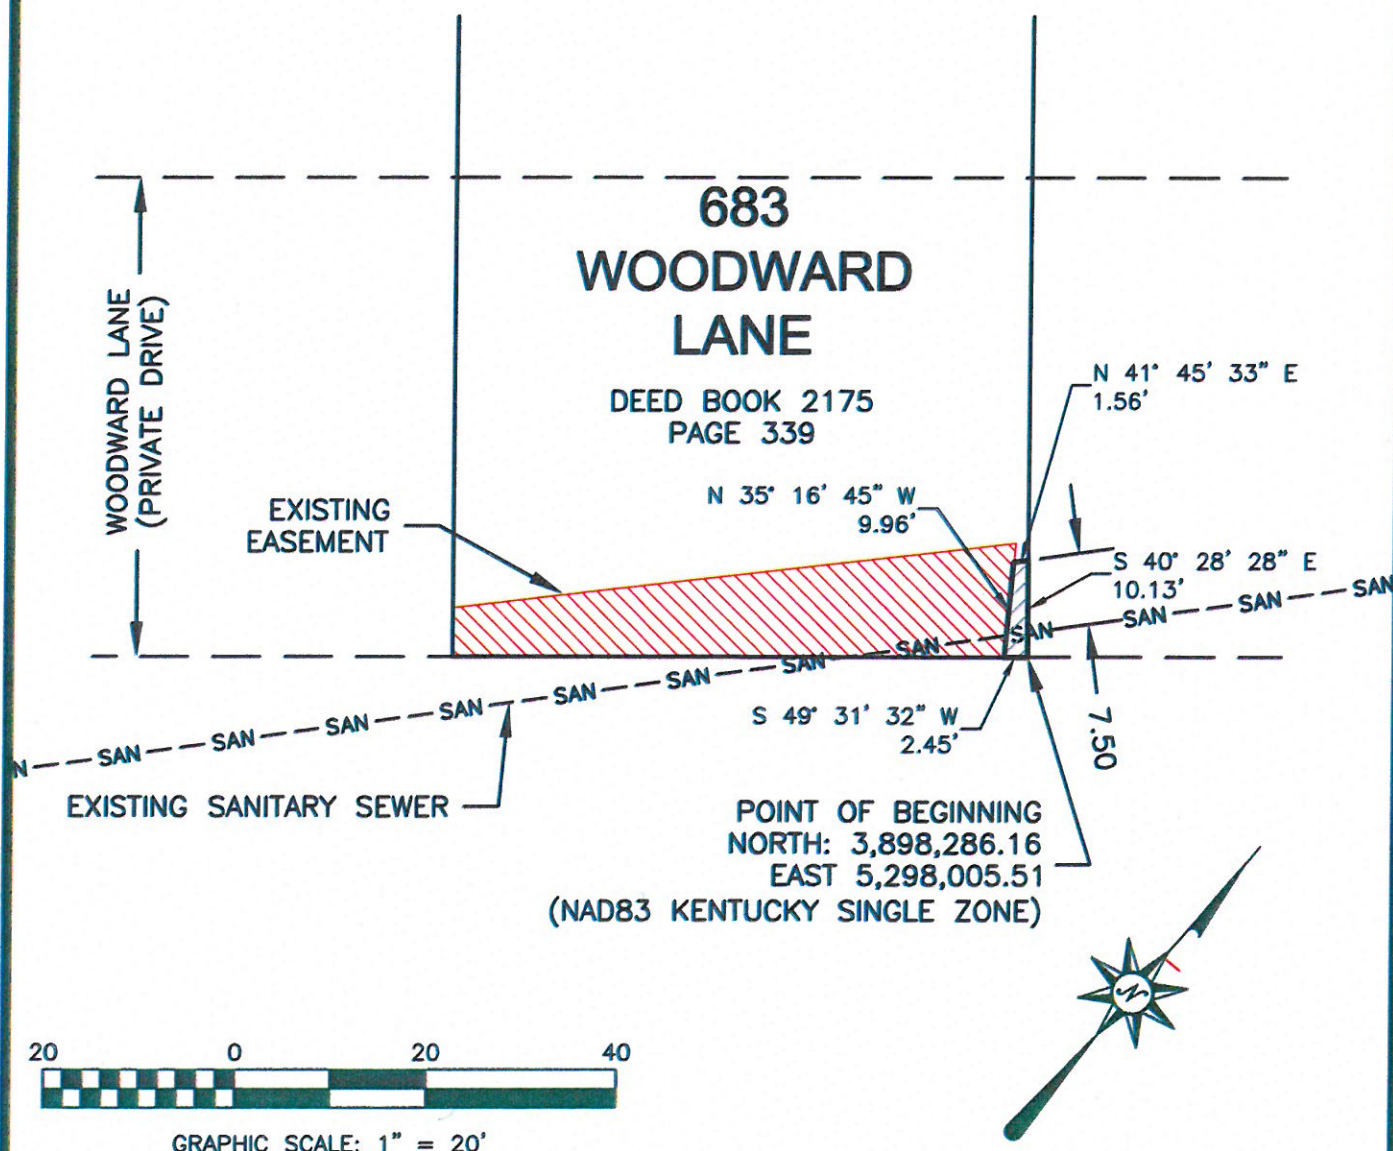 683
WOODWARD
LANE
DEED BOOK 2175
PAGE 339
WOODWARD LANE
(PRIVATE DRIVE)
N 41° 45' 33" E
1.56'
N 35° 16' 45" W
9.96'
EXISTING
EASEMENT
S 40° 28' 28" E
10.13'
SAN
SAN
SAN
SAN
SAN
SAN
SAN
SAN
SAN
SAN
SAN
SAN
N
S 49° 31' 32" W
2.45'
7.50
EXISTING SANITARY SEWER
POINT OF BEGINNING
NORTH: 3,898,286.16
EAST 5,298,005.51
(NAD83 KENTUCKY SINGLE ZONE)
N
20 0 20 40
GRAPHIC SCALE: 1" = 20'